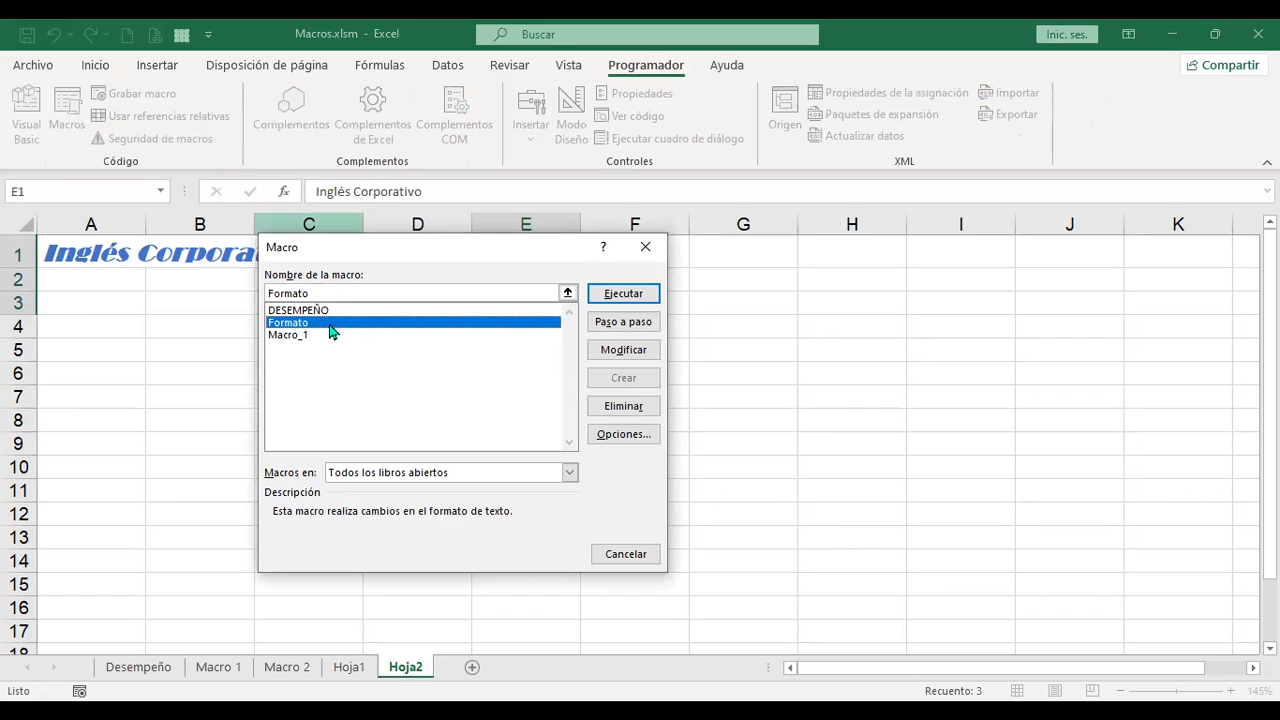 Macros.xlsm - Excel
Buscar
Inic. ses.
Archivo Inicio Insertar Disposición de página Fórmulas Datos Revisar Vista Programador Ayuda
Compartir
Visual Basic
Macros
Grabar macro
Usar referencias relativas
Seguridad de macros
Código
Complementos
Complementos de Excel
Complementos COM
Complementos
Insertar
Modo Diseño
Propiedades
Ver código
Ejecutar cuadro de diálogo
Controles
Origen
Propiedades de la asignación
Paquetes de expansión
Actualizar datos
Importar
Exportar
XML
E1
fx
Inglés Corporativo
A B C D E F G H I J K
1 Inglés Corporat
2
3
4
5
6
7
8
9
10
11
12
13
14
15
16
17
18
Macro
?
Nombre de la macro:
Formato
DESEMPEÑO
Formato
Macro_1
Ejecutar
Paso a paso
Modificar
Crear
Eliminar
Opciones...
Macros en: Todos los libros abiertos
Descripción
Esta macro realiza cambios en el formato de texto.
Cancelar
Desempeño Macro 1 Macro 2 Hoja1 Hoja2
Listo
Recuento: 3
145%